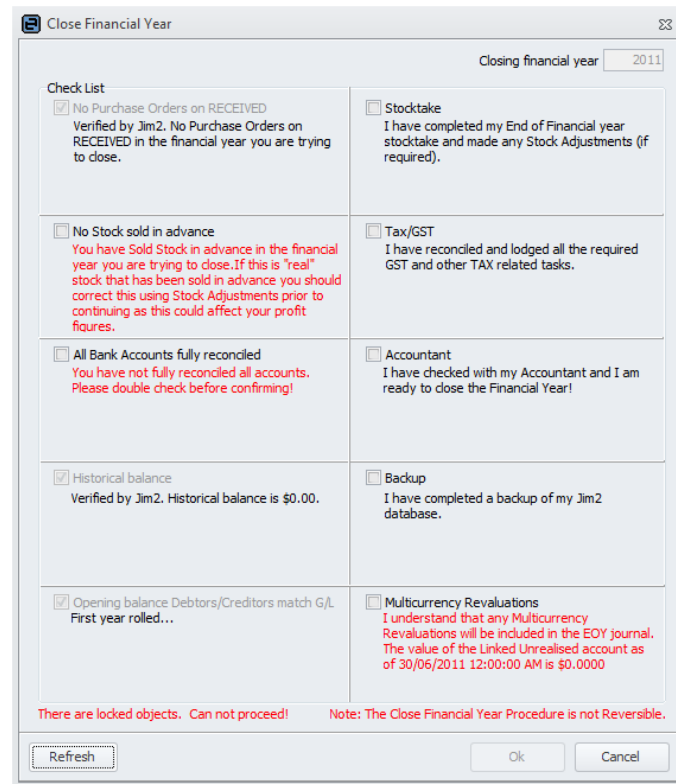 Close Financial Year
Closing financial year 2011
Check List
No Purchase Orders on RECEIVED
Verified by Jim2. No Purchase Orders on
RECEIVED in the financial year you are trying
to close.
Stocktake
I have completed my End of Financial year
stocktake and made any Stock Adjustments (if
required).
No Stock sold in advance
You have Sold Stock in advance in the financial
year you are trying to close.If this is "real"
stock that has been sold in advance you should
correct this using Stock Adjustments prior to
continuing as this could affect your profit
figures.
Tax/GST
I have reconciled and lodged all the required
GST and other TAX related tasks.
All Bank Accounts fully reconciled
You have not fully reconciled all accounts.
Please double check before confirming!
Accountant
I have checked with my Accountant and I am
ready to close the Financial Year!
Historical balance
Verified by Jim2. Historical balance is $0.00.
Backup
I have completed a backup of my Jim2
database.
Opening balance Debtors/Creditors match G/L
First year rolled...
Multicurrency Revaluations
I understand that any Multicurrency
Revaluations will be included in the EOY journal.
The value of the Linked Unrealised account as
of 30/06/2011 12:00:00 AM is $0.0000
There are locked objects. Can not proceed!
Note: The Close Financial Year Procedure is not Reversible.
Refresh
Ok
Cancel